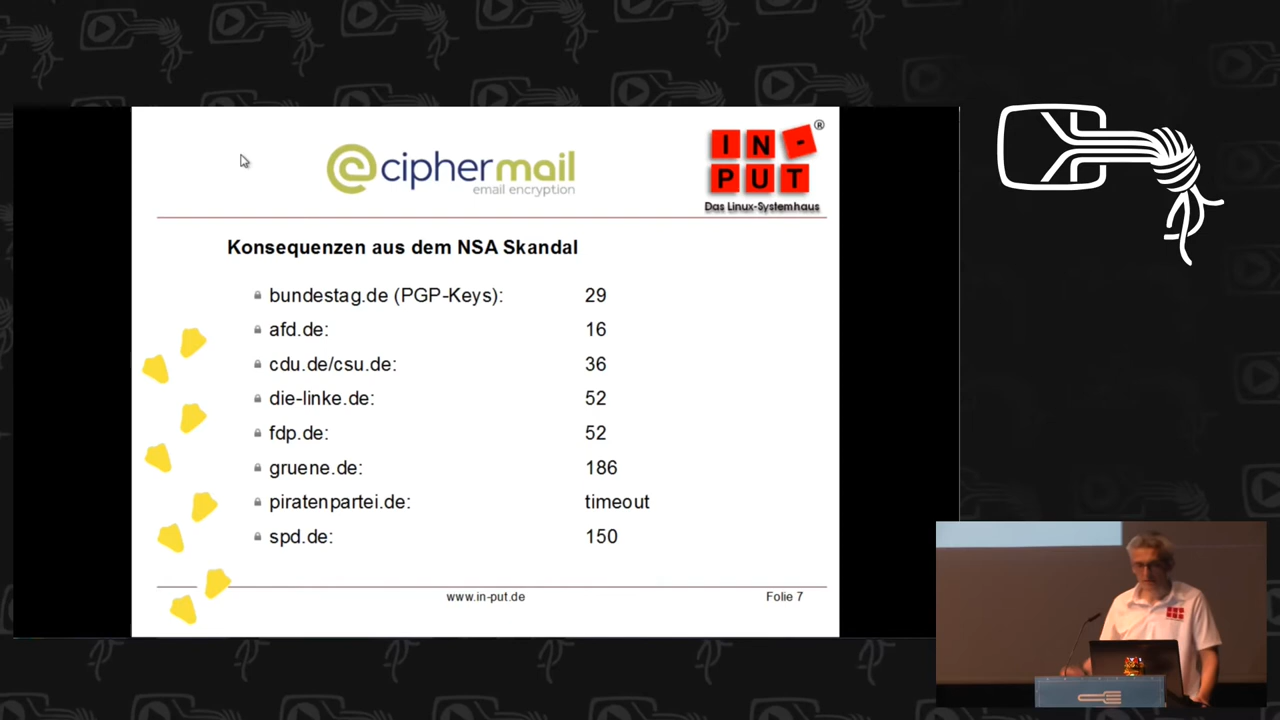 ciphermail
email encryption
IN-
PUT
®
Das Linux-Systemhaus
Konsequenzen aus dem NSA Skandal
bundestag.de (PGP-Keys): 29
afd.de: 16
cdu.de/csu.de: 36
die-linke.de: 52
fdp.de: 52
gruene.de: 186
piratenpartei.de: timeout
spd.de: 150
www.in-put.de
Folie 7